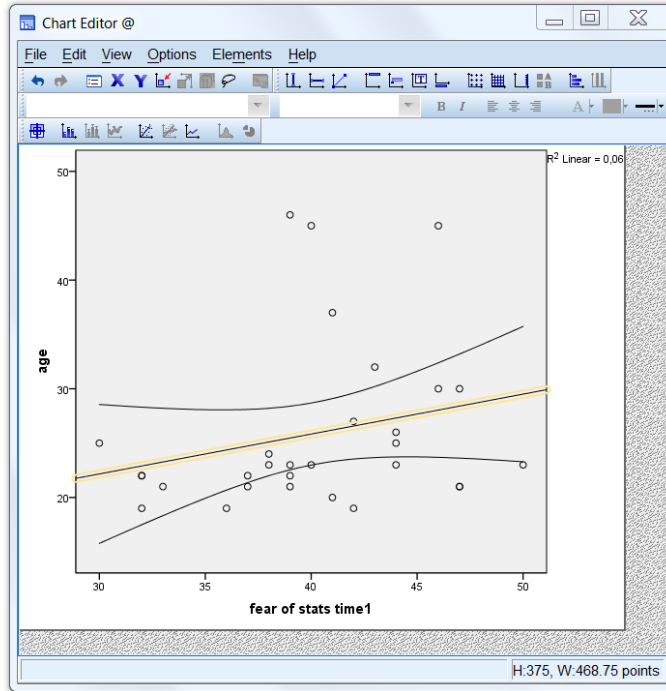 Chart Editor @
File Edit View Options Elements Help
X Y
B I A
R² Linear = 0,06
50
40
30
20
age
30 35 40 45 50
fear of stats time1
H:375, W:468.75 points